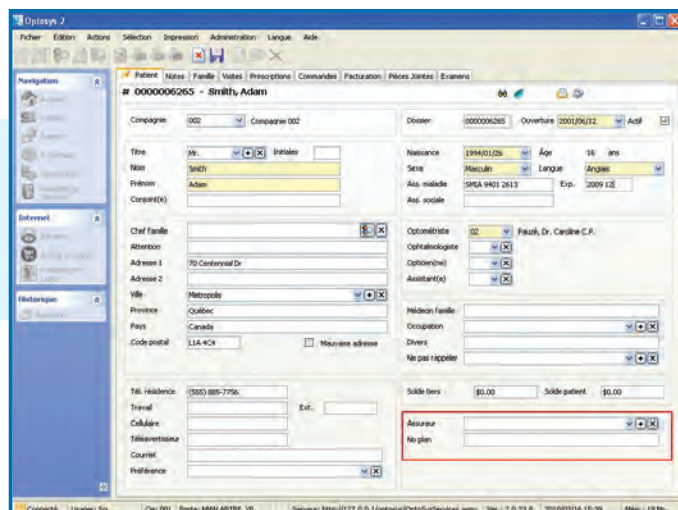 Optosys 2
Fichier Édition Actions Sélection Impression Administration Langue Aide
Navigation
Internet
Historique
Patient Notes Famille Visites Prescriptions Commandes Facturation Pièces Jointes Examens
# 0000006265 - Smith, Adam
Compagnie 002 Compagnie 002
Dossier 0000006265 Ouverture 2001/06/12 Actif
Titre Mr. Initiales
Nom Smith
Prénom Adam
Conjoint(e)
Naissance 1994/01/26 Âge 16 ans
Sexe Masculin Langue Anglais
Ass. maladie SMIA 9401 2613 Exp. 2009 12
Ass. sociale
Chef famille
Attention
Adresse 1 70 Centennial Dr
Adresse 2
Ville Metropolis
Province Québec
Pays Canada
Code postal L1A 4C4 Mauvaise adresse
Optométriste 02 Pauzé, Dr. Caroline C.P.
Ophtalmologiste
Opticien(ne)
Assistant(e)
Médecin famille
Occupation
Divers
Ne pas rappeler
Tél. résidence (555) 885-7756
Travail Ext.
Cellulaire
Téléavertisseur
Courriel
Préférence
Solde tiers $0.00 Solde patient $0.00
Assureur
No plan